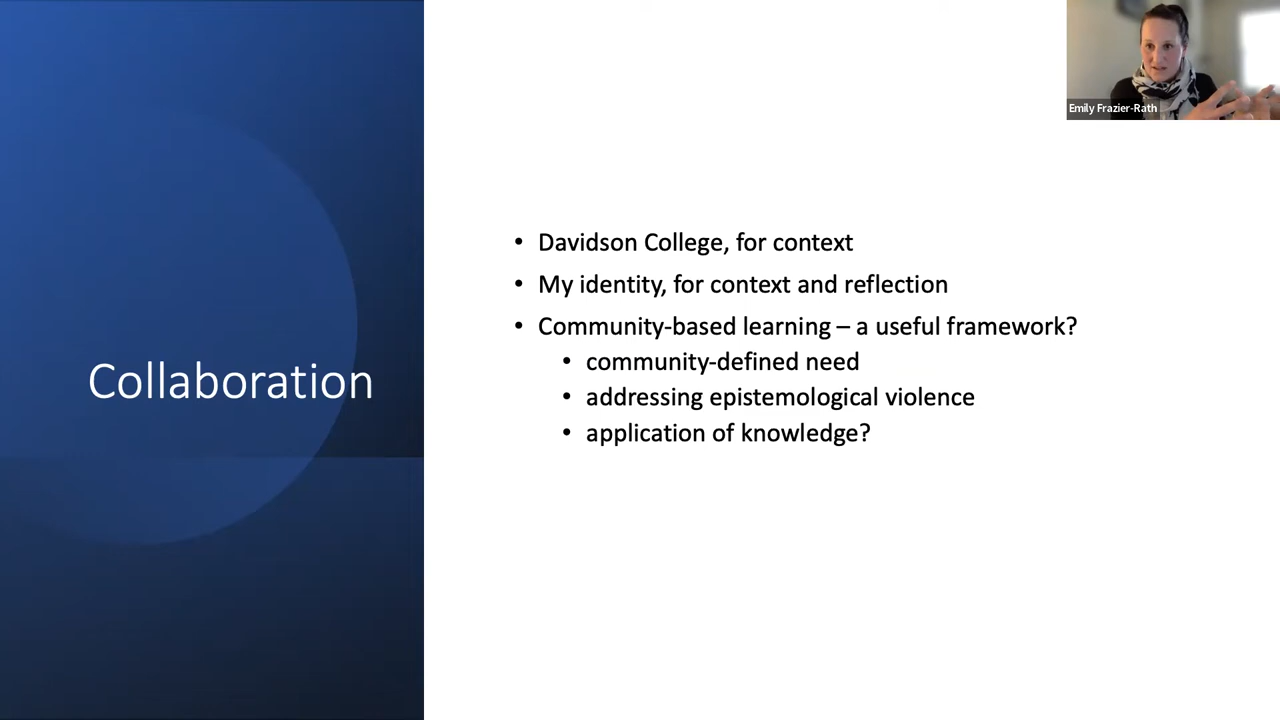 Emily Frazier-Rath
Collaboration
• Davidson College, for context
• My identity, for context and reflection
• Community-based learning – a useful framework?
• community-defined need
• addressing epistemological violence
• application of knowledge?